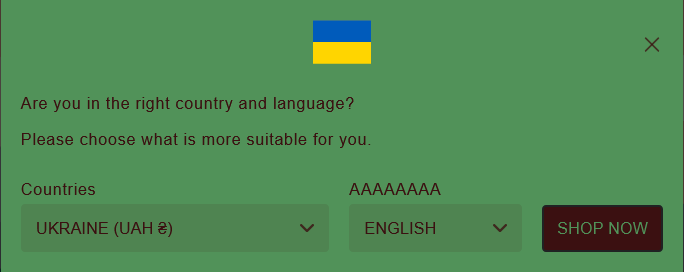 Are you in the right country and language?
Please choose what is more suitable for you.
Countries
AAAAAAAA
UKRAINE (UAH ₴)
ENGLISH
SHOP NOW